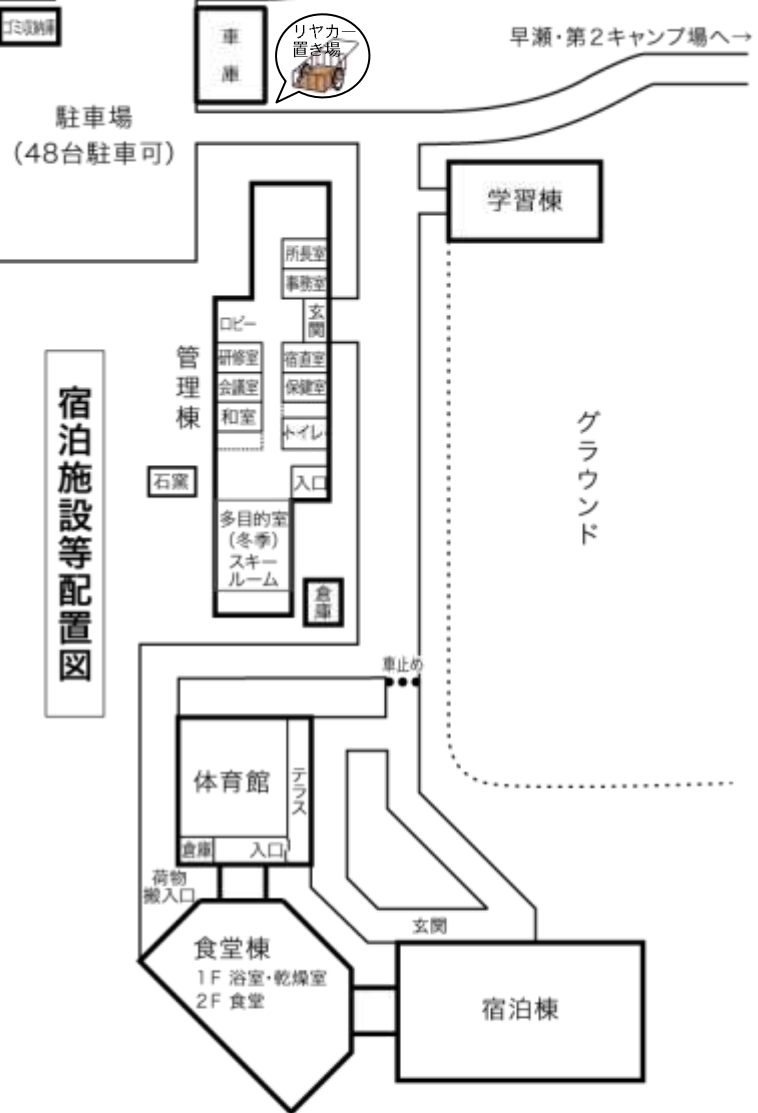 ゴミ収納庫
車庫
リヤカー
置き場
早瀬・第２キャンプ場へ→
駐車場
（48台駐車可）
学習棟
所長室
事務室
玄関
ロビー
管理棟
研修室
宿直室
会議室
保健室
和室
トイレ
石窯
入口
多目的室
（冬季）
スキー
ルーム
倉庫
グラウンド
宿泊施設等配置図
車止め
体育館
テラス
倉庫
入口
荷物
搬入口
玄関
食堂棟
1F 浴室・乾燥室
2F 食堂
宿泊棟